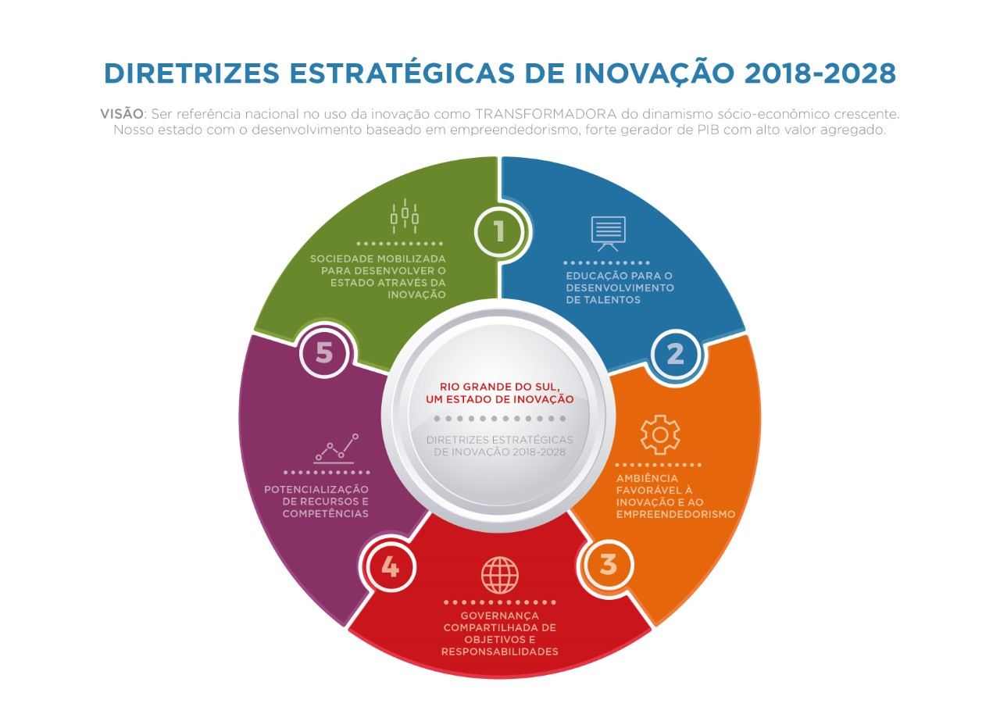 DIRETRIZES ESTRATÉGICAS DE INOVAÇÃO 2018-2028
VISÃO: Ser referência nacional no uso da inovação como TRANSFORMADORA do dinamismo sócio-econômico crescente.
Nosso estado com o desenvolvimento baseado em empreendedorismo, forte gerador de PIB com alto valor agregado.
1
SOCIEDADE MOBILIZADA
PARA DESENVOLVER O
ESTADO ATRAVÉS DA
INOVAÇÃO
2
EDUCAÇÃO PARA O
DESENVOLVIMENTO
DE TALENTOS
3
AMBIÊNCIA
FAVORÁVEL À
INOVAÇÃO E AO
EMPREENDEDORISMO
4
GOVERNANÇA
COMPARTILHADA DE
OBJETIVOS E
RESPONSABILIDADES
5
POTENCIALIZAÇÃO
DE RECURSOS E
COMPETÊNCIAS
RIO GRANDE DO SUL,
UM ESTADO DE INOVAÇÃO
DIRETRIZES ESTRATÉGICAS
DE INOVAÇÃO 2018-2028